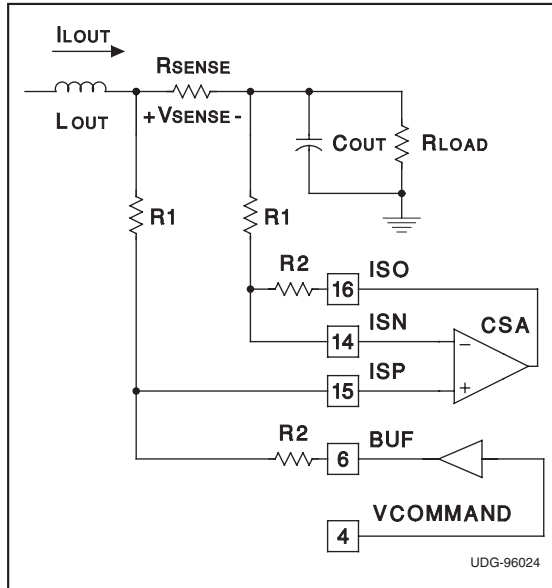 ILOUT
RSENSE
LOUT
+VSENSE-
COUT
RLOAD
R1
R1
R2
16
ISO
CSA
14
ISN
−
15
ISP
+
R2
6
BUF
VCOMMAND
4
UDG-96024